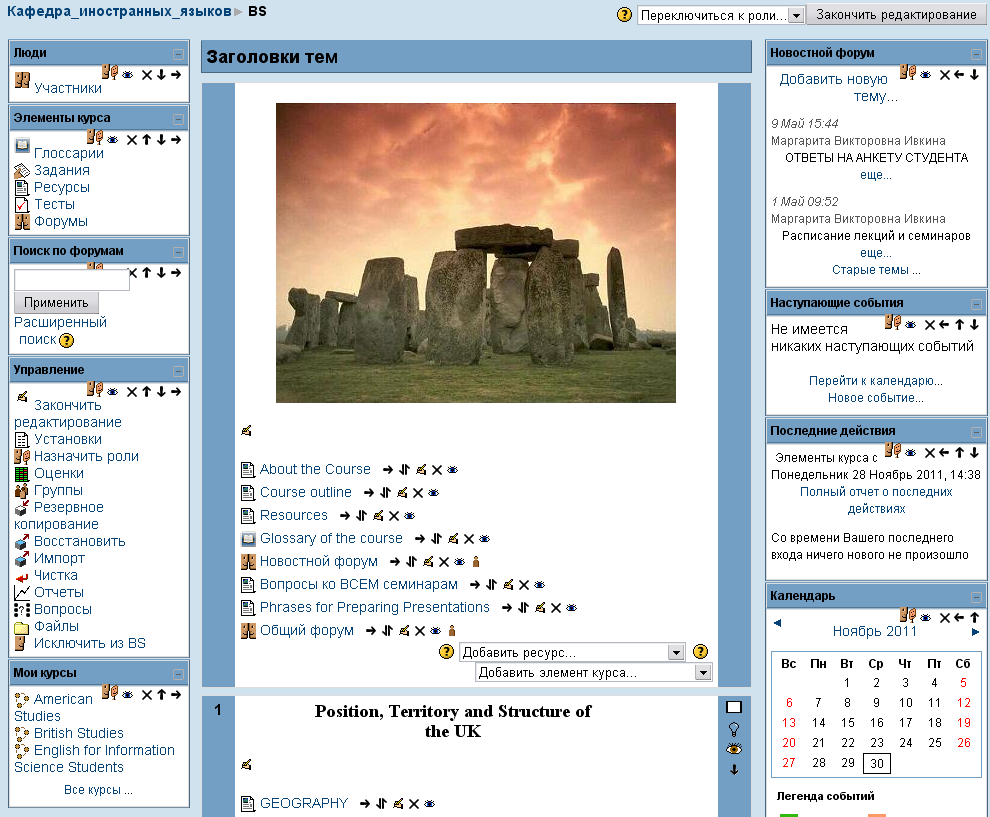 Кафедра_иностранных_языков ► BS
Переключиться к роли...
Закончить редактирование
Люди
Участники
Элементы курса
Глоссарии
Задания
Ресурсы
Тесты
Форумы
Поиск по форумам
Применить
Расширенный
поиск
Управление
Закончить
редактирование
Установки
Назначить роли
Оценки
Группы
Резервное
копирование
Восстановить
Импорт
Чистка
Отчеты
Вопросы
Файлы
Исключить из BS
Мои курсы
American
Studies
British Studies
English for Information
Science Students
Все курсы ...
Заголовки тем
About the Course
Course outline
Resources
Glossary of the course
Новостной форум
Вопросы ко ВСЕМ семинарам
Phrases for Preparing Presentations
Общий форум
Добавить ресурс...
Добавить элемент курса...
1
Position, Territory and Structure of
the UK
GEOGRAPHY
Новостной форум
Добавить новую
тему...
9 Май 15:44
Маргарита Викторовна Ивкина
ОТВЕТЫ НА АНКЕТУ СТУДЕНТА
еще...
1 Май 09:52
Маргарита Викторовна Ивкина
Расписание лекций и семинаров
еще...
Старые темы ...
Наступающие события
Не имеется
никаких наступающих событий
Перейти к календарю...
Новое событие...
Последние действия
Элементы курса с
Понедельник 28 Ноябрь 2011, 14:38
Полный отчет о последних
действиях
Со времени Вашего последнего
входа ничего нового не произошло
Календарь
◄ Ноябрь 2011 ►
Вс Пн Вт Ср Чт Пт Сб
1 2 3 4 5
6 7 8 9 10 11 12
13 14 15 16 17 18 19
20 21 22 23 24 25 26
27 28 29 30
Легенда событий